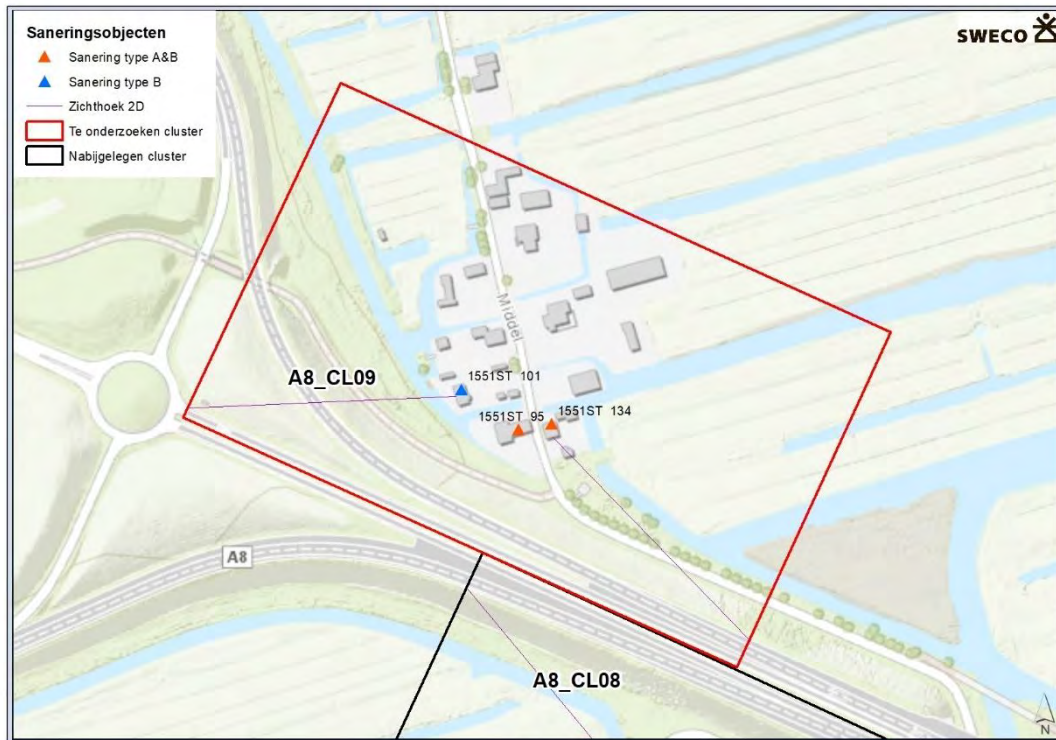 Saneringsobjecten
Sanering type A&B
Sanering type B
Zichthoek 2D
Te onderzoeken cluster
Nabijgelegen cluster
SWECO
Middel
A8_CL09
1551ST 101
1551ST 95
1551ST 134
A8
A8_CL08
N